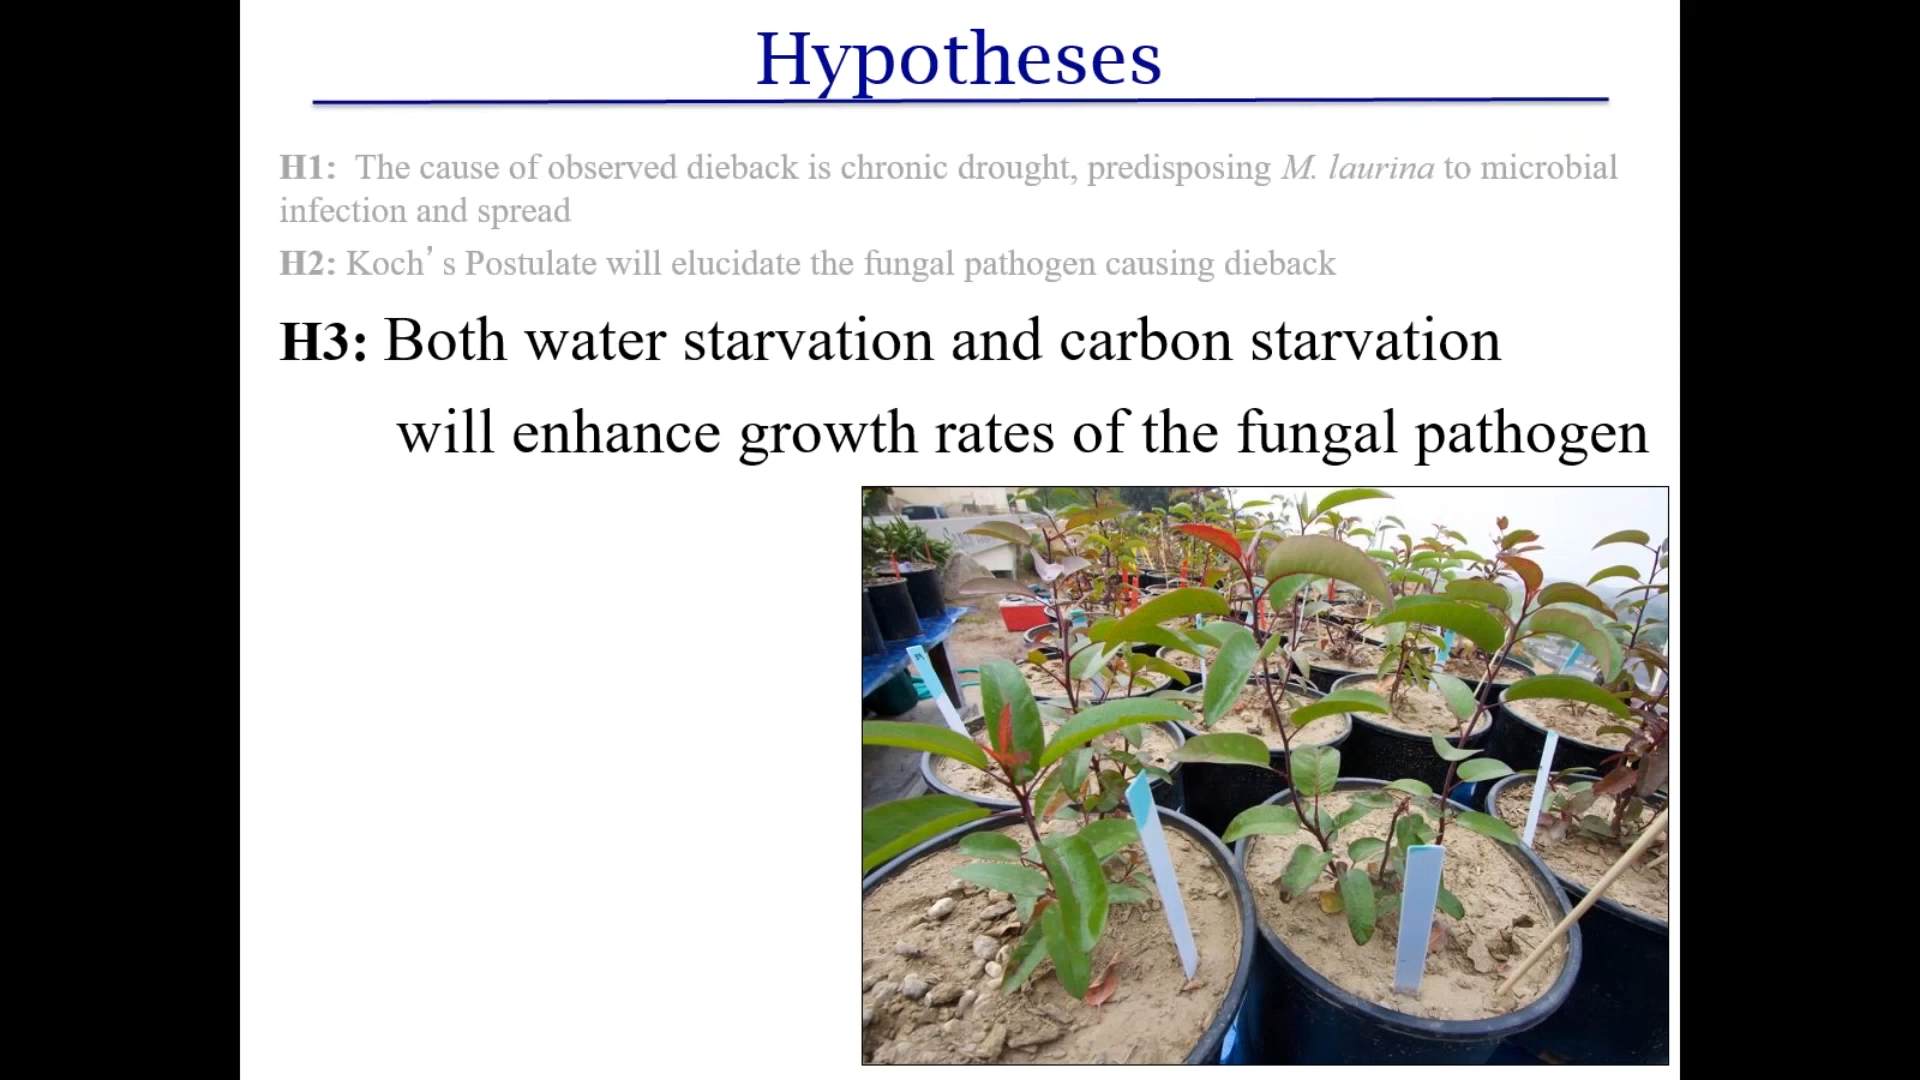 Hypotheses
H1: The cause of observed dieback is chronic drought, predisposing M. laurina to microbial
infection and spread
H2: Koch’s Postulate will elucidate the fungal pathogen causing dieback
H3: Both water starvation and carbon starvation
will enhance growth rates of the fungal pathogen